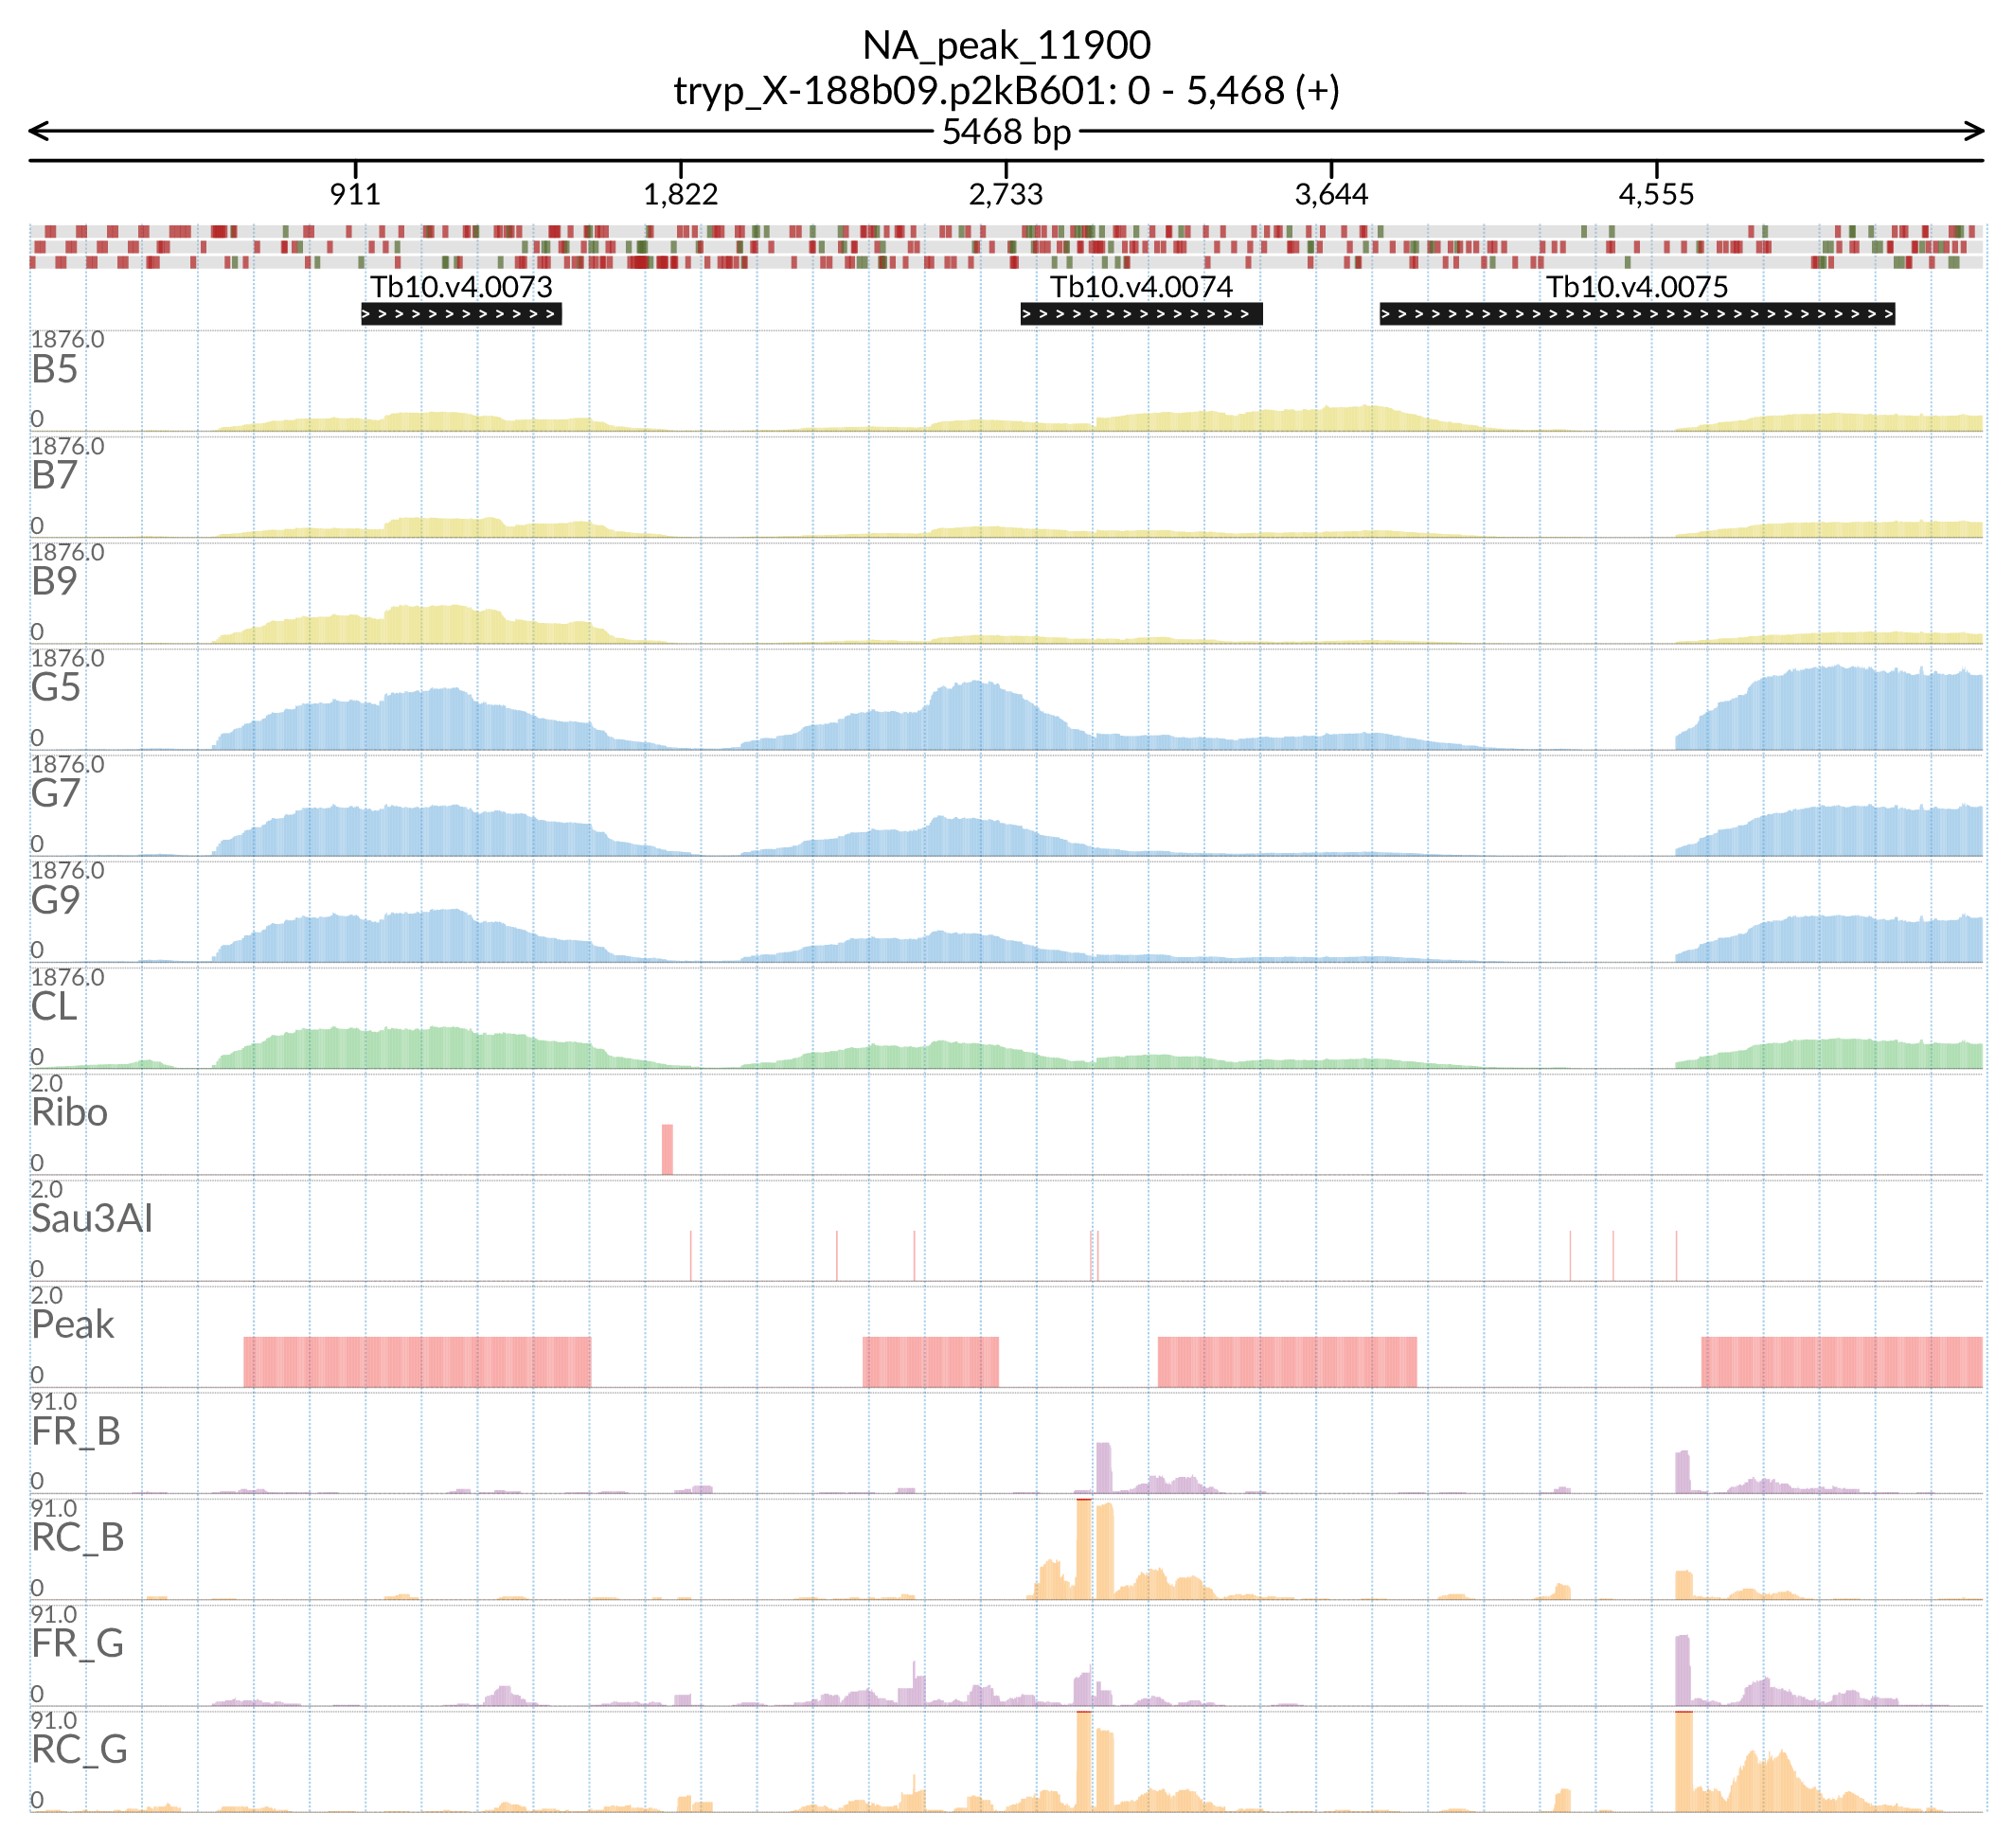 NA_peak_11900
tryp_X-188b09.p2kB601: 0 - 5,468 (+)
5468 bp
911 1,822 2,733 3,644 4,555
Tb10.v4.0073 Tb10.v4.0074 Tb10.v4.0075
1876.0
B5
0
1876.0
B7
0
1876.0
B9
0
1876.0
G5
0
1876.0
G7
0
1876.0
G9
0
1876.0
CL
0
2.0
Ribo
0
2.0
Sau3AI
0
2.0
Peak
0
91.0
FR_B
0
91.0
RC_B
0
91.0
FR_G
0
91.0
RC_G
0